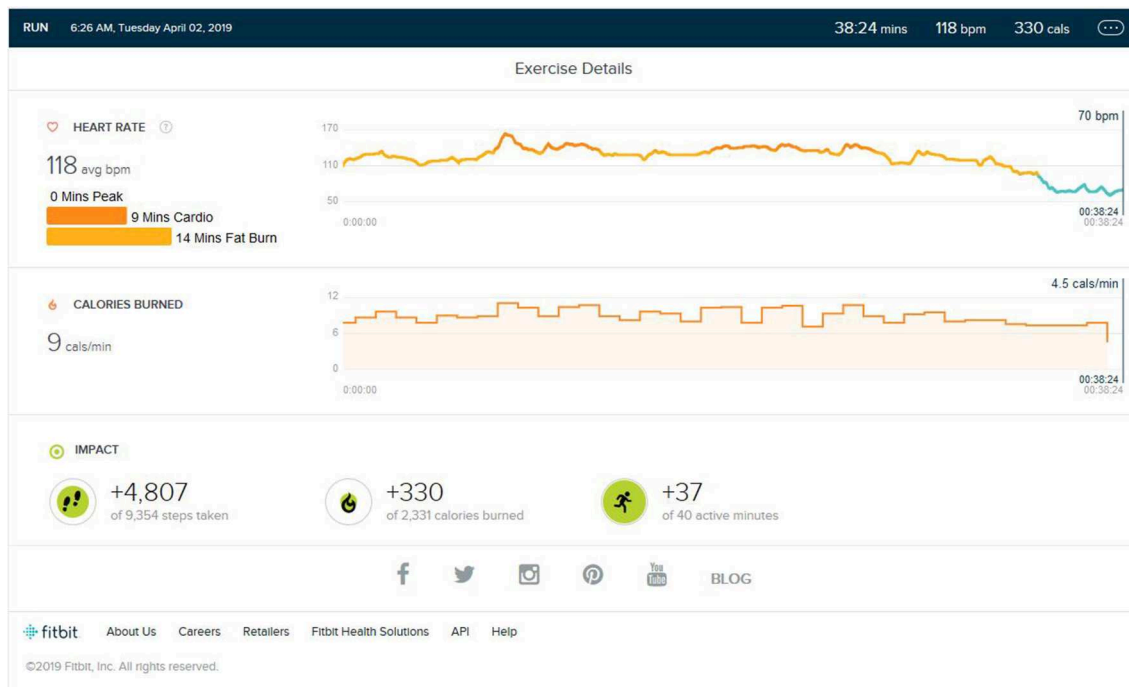 RUN 6:26 AM, Tuesday April 02, 2019 38:24 mins 118 bpm 330 cals
Exercise Details
HEART RATE ?
118 avg bpm
0 Mins Peak
9 Mins Cardio
14 Mins Fat Burn
70 bpm
170
110
50
0:00:00
00:38:24
00:38:24
CALORIES BURNED
9 cals/min
4.5 cals/min
12
6
0
0:00:00
00:38:24
00:38:24
IMPACT
+4,807
of 9,354 steps taken
+330
of 2,331 calories burned
+37
of 40 active minutes
You
Tube
BLOG
fitbit About Us Careers Retailers Fitbit Health Solutions API Help
©2019 Fitbit, Inc. All rights reserved.